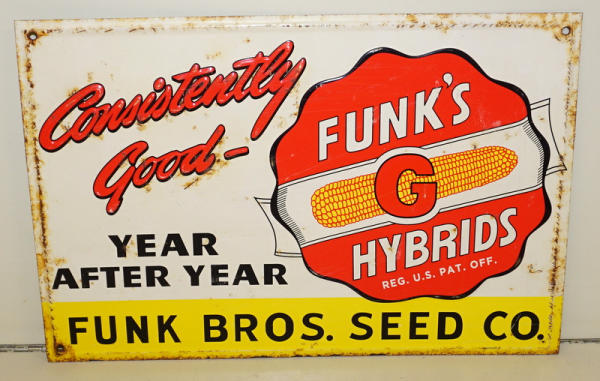 Consistently
Good-
YEAR
AFTER YEAR
FUNK'S
G
HYBRIDS
REG. U.S. PAT. OFF.
FUNK BROS. SEED CO.